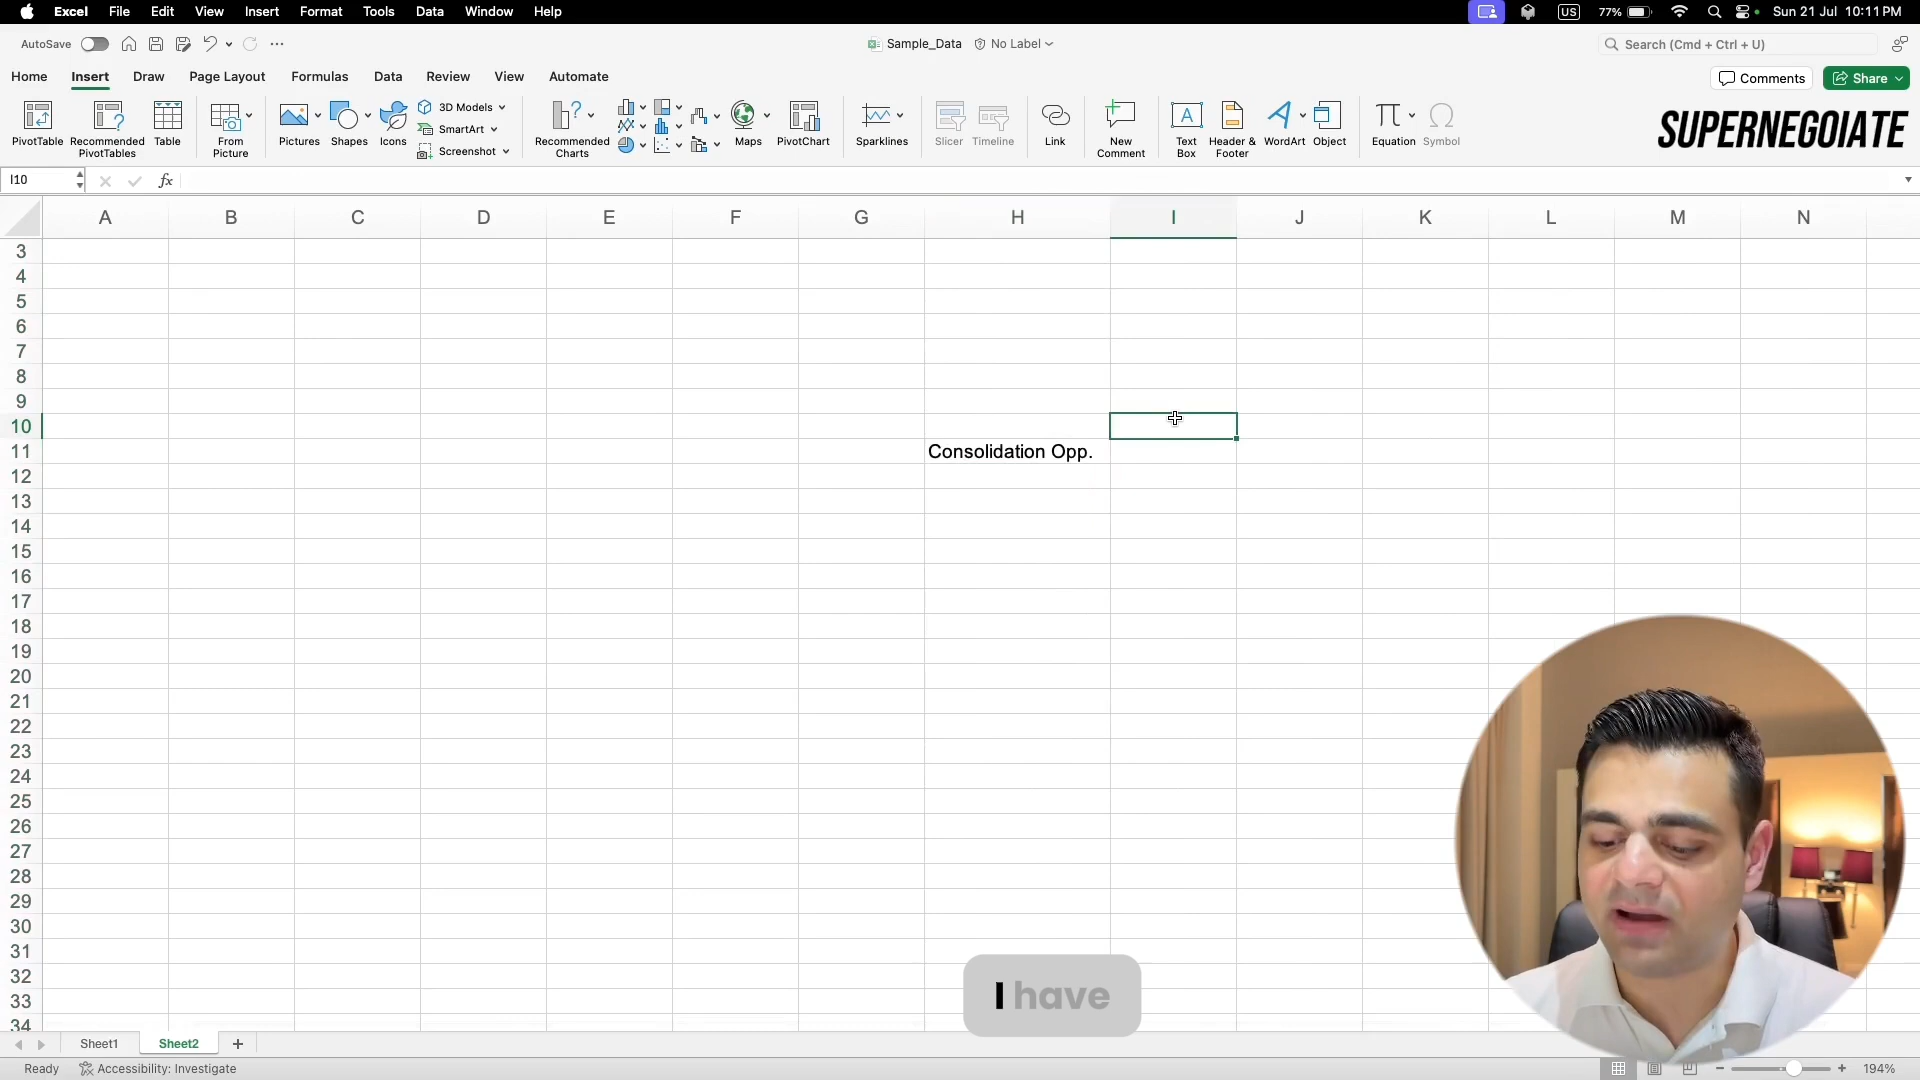 Excel File Edit View Insert Format Tools Data Window Help US 77% Sun 21 Jul 10:11 PM
AutoSave Sample_Data No Label Search (Cmd + Ctrl + U)
Home Insert Draw Page Layout Formulas Data Review View Automate Comments Share
PivotTable
Recommended
PivotTables
Table
From
Picture
Pictures
Shapes
Icons
3D Models
SmartArt
Screenshot
Recommended
Charts
Maps
PivotChart
Sparklines
Slicer
Timeline
Link
New
Comment
Text
Box
Header &
Footer
WordArt
Object
Equation
Symbol
SUPERNEGOIATE
I10 fx
A B C D E F G H I J K L M N
3
4
5
6
7
8
9
10
11 Consolidation Opp.
12
13
14
15
16
17
18
19
20
21
22
23
24
25
26
27
28
29
30
31
32
33
34
I have
Sheet1 Sheet2 +
Ready Accessibility: Investigate 194%